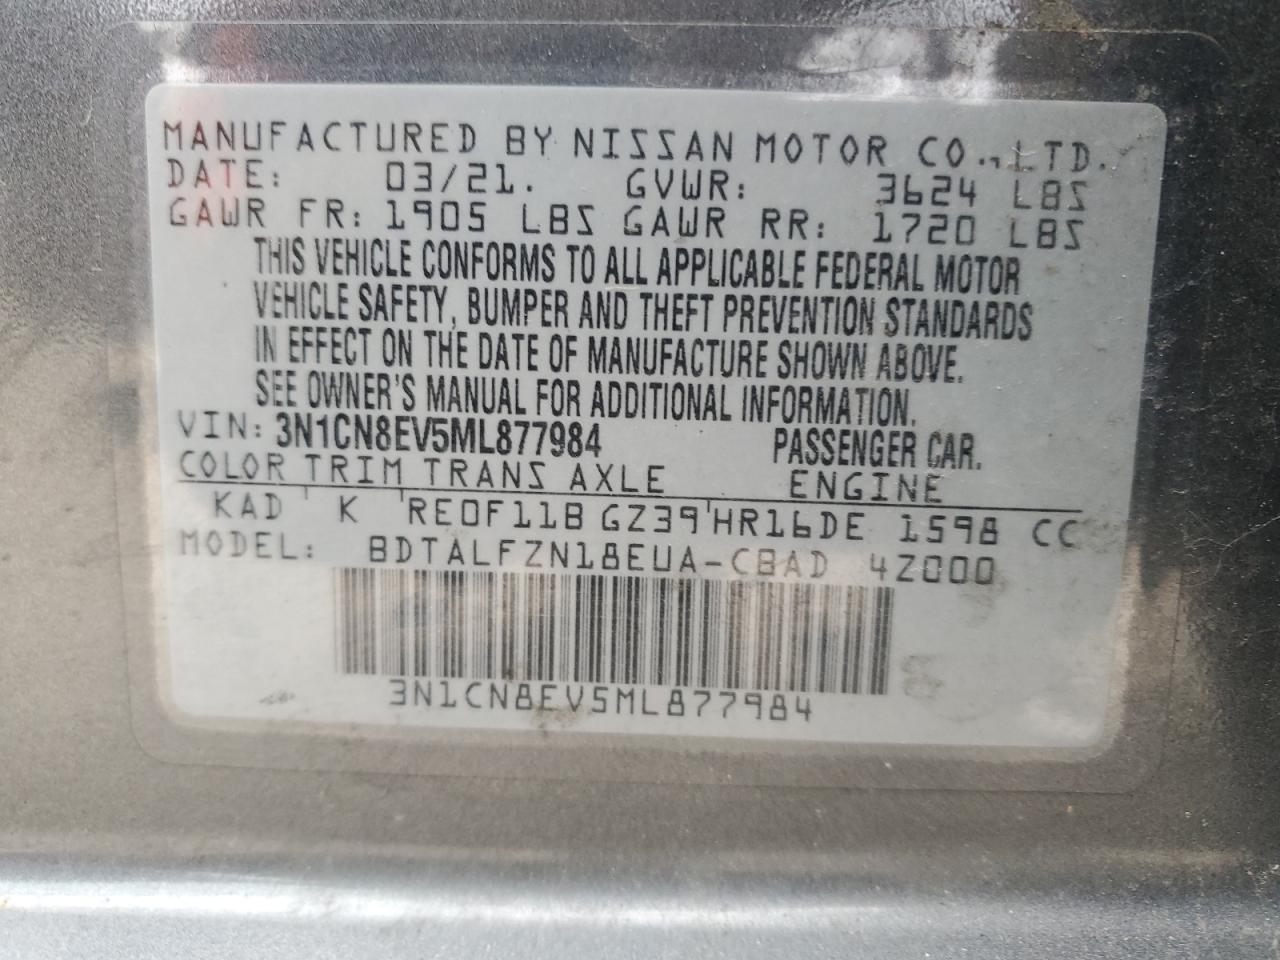 MANUFACTURED BY NISSAN MOTOR CO.,LTD.
DATE: 03/21. GVWR: 3624 LBS
GAWR FR: 1905 LBS GAWR RR: 1720 LBS
THIS VEHICLE CONFORMS TO ALL APPLICABLE FEDERAL MOTOR
VEHICLE SAFETY, BUMPER AND THEFT PREVENTION STANDARDS
IN EFFECT ON THE DATE OF MANUFACTURE SHOWN ABOVE.
SEE OWNER'S MANUAL FOR ADDITIONAL INFORMATION.
VIN: 3N1CN8EV5ML877984 PASSENGER CAR.
COLOR TRIM TRANS AXLE ENGINE
KAD K RE0F11B GZ39 HR16DE 1598 CC
MODEL: BDTALFZN18EUA-CBAD 4Z000
3N1CN8EV5ML877984